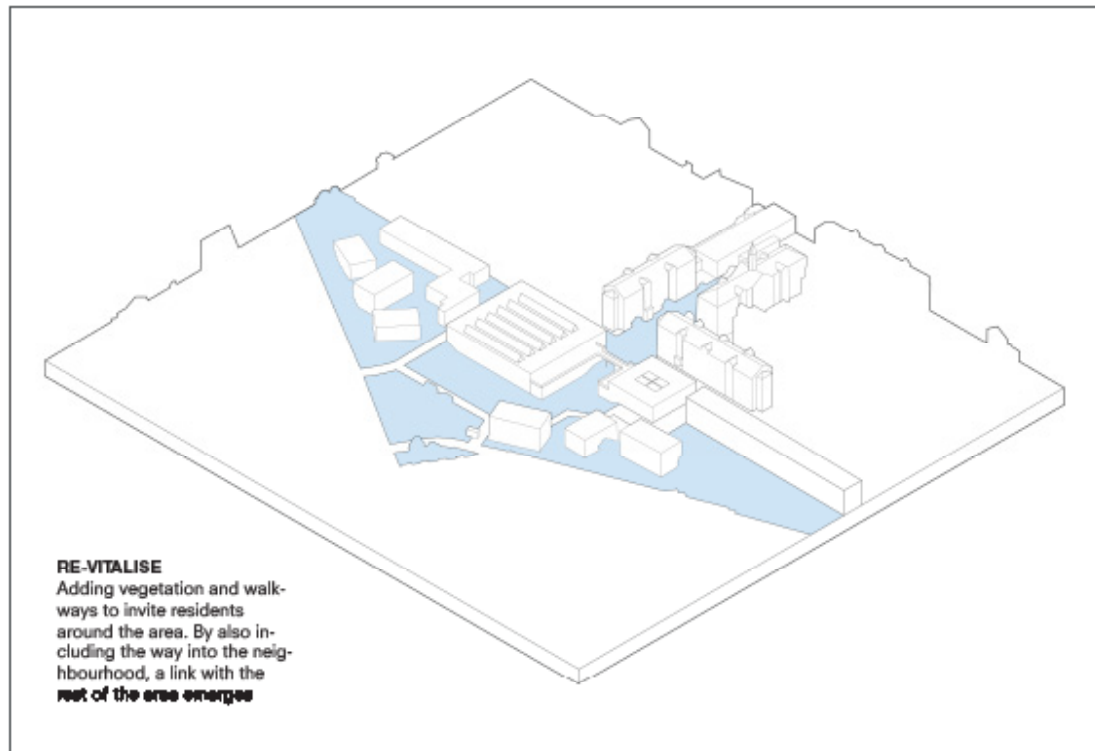 RE-VITALISE
Adding vegetation and walk-
ways to invite residents
around the area. By also in-
cluding the way into the neig-
hbourhood, a link with the
rest of the area emerges